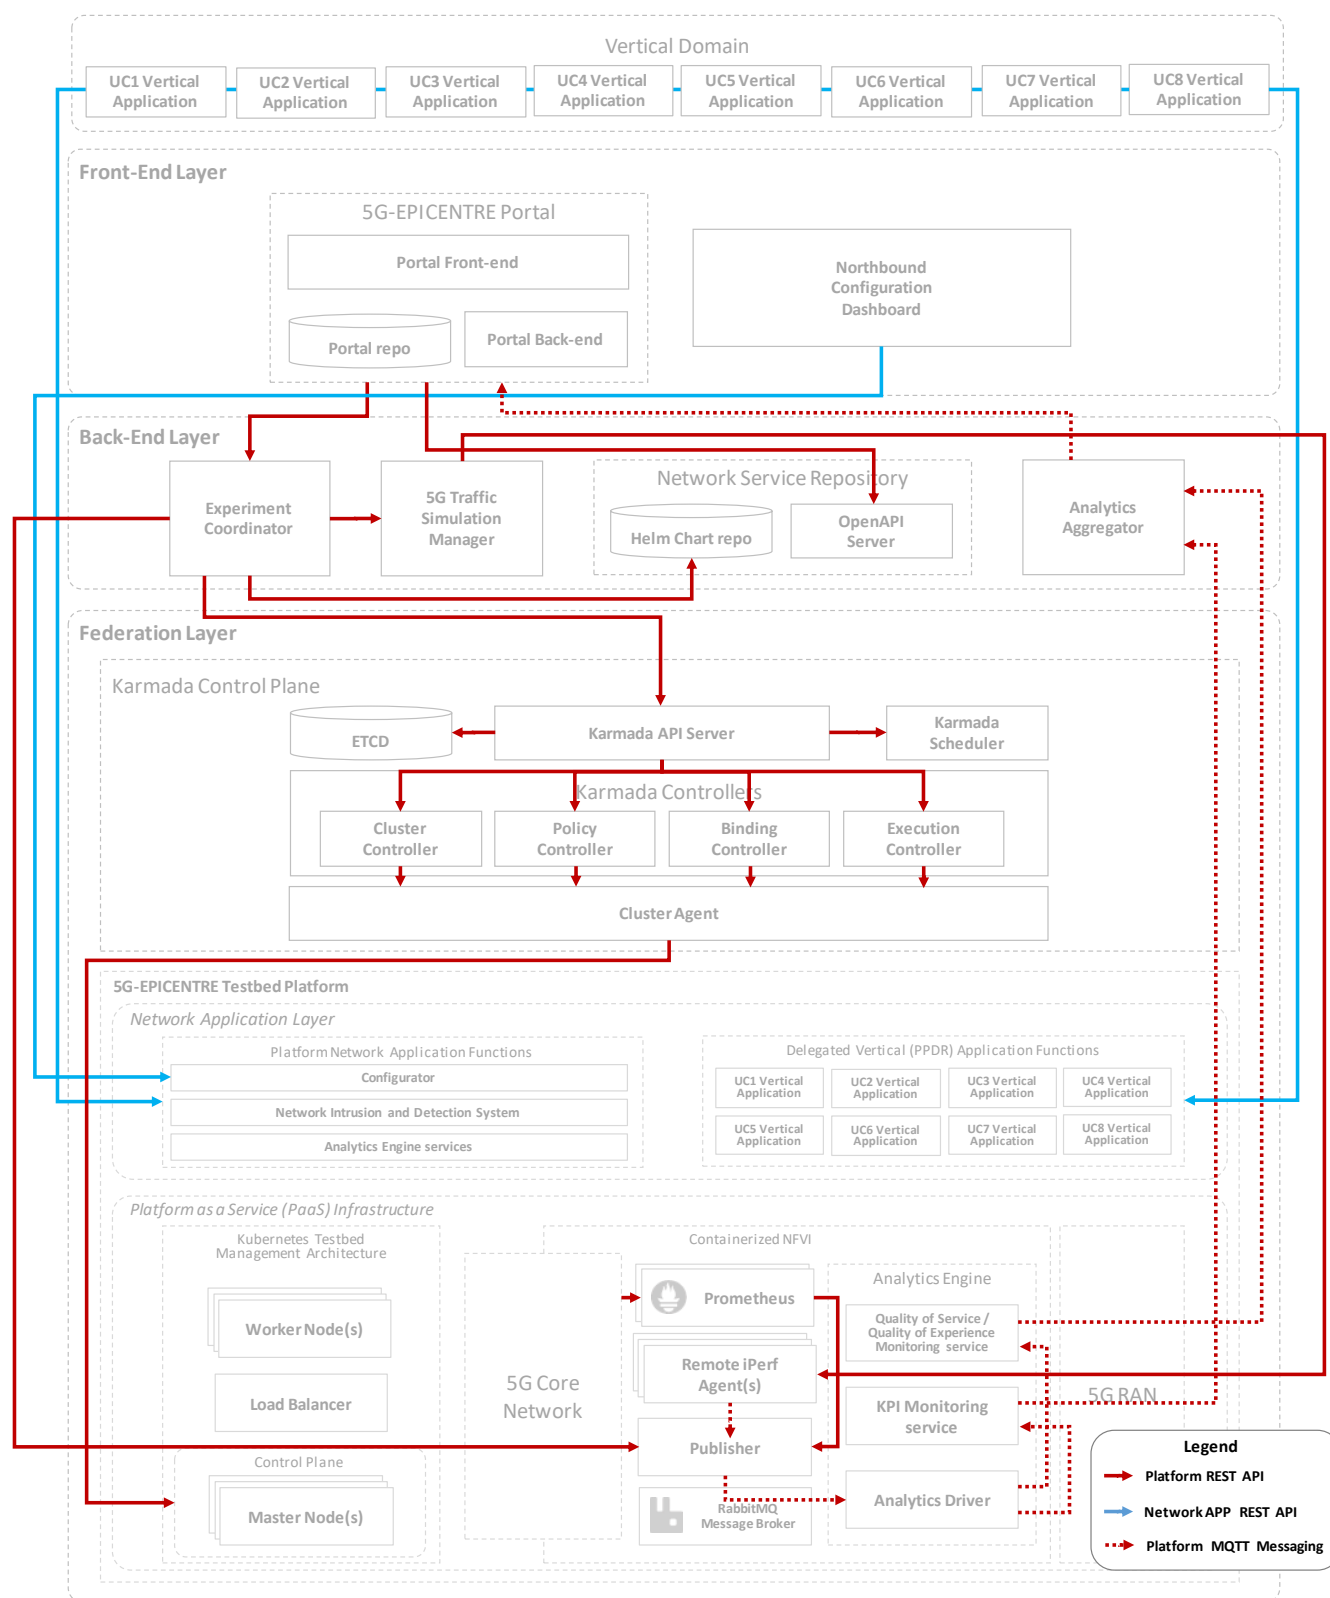 Vertical Domain
UC1 Vertical
Application
UC2 Vertical
Application
UC3 Vertical
Application
UC4 Vertical
Application
UC5 Vertical
Application
UC6 Vertical
Application
UC7 Vertical
Application
UC8 Vertical
Application
Front-End Layer
5G-EPICENTRE Portal
Portal Front-end
Portal repo
Portal Back-end
Northbound
Configuration
Dashboard
Back-End Layer
Experiment
Coordinator
5G Traffic
Simulation
Manager
Network Service Repository
Helm Chart repo
OpenAPI
Server
Analytics
Aggregator
Federation Layer
Karmada Control Plane
ETCD
Karmada API Server
Karmada
Scheduler
Karmada Controllers
Cluster
Controller
Policy
Controller
Binding
Controller
Execution
Controller
Cluster Agent
5G-EPICENTRE Testbed Platform
Network Application Layer
Platform Network Application Functions
Configurator
Network Intrusion and Detection System
Analytics Engine services
Delegated Vertical (PPDR) Application Functions
UC1 Vertical
Application
UC2 Vertical
Application
UC3 Vertical
Application
UC4 Vertical
Application
UC5 Vertical
Application
UC6 Vertical
Application
UC7 Vertical
Application
UC8 Vertical
Application
Platform as a Service (PaaS) Infrastructure
Kubernetes Testbed
Management Architecture
Worker Node(s)
Load Balancer
Control Plane
Master Node(s)
5G Core
Network
Containerized NFVI
Prometheus
Remote iPerf
Agent(s)
Publisher
RabbitMQ
Message Broker
Analytics Engine
Quality of Service /
Quality of Experience
Monitoring service
KPI Monitoring
service
Analytics Driver
5G RAN
Legend
Platform REST API
Network APP REST API
Platform MQTT Messaging